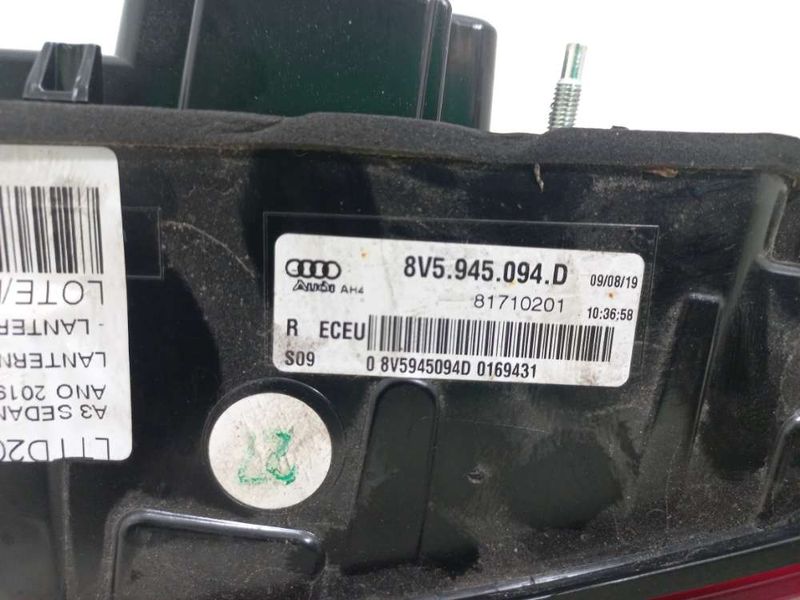 8V5.945.094.D
09/08/19
Audi AH4
81710201
10:36:58
R ECEU
S09
0 8V5945094D 0169431
LOTE/
- LANTER
LANTERN
ANO 2019
A3 SEDAN
LTTD20